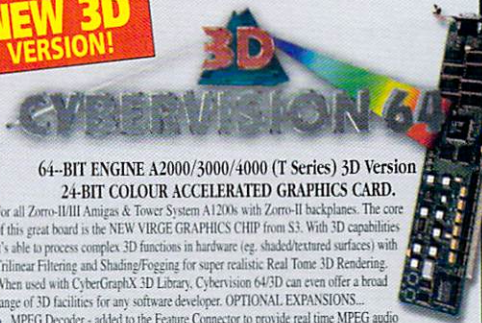 NEW 3D
VERSION!
3D
CYBERVISION 64
64--BIT ENGINE A2000/3000/4000 (T Series) 3D Version
24-BIT COLOUR ACCELERATED GRAPHICS CARD.
For all Zorro-II/III Amigas & Tower System A1200s with Zorro-II backplanes. The core
of this great board is the NEW VIRGE GRAPHICS CHIP from S3. With 3D capabilities
it's able to process complex 3D functions in hardware (eg. shaded/textured surfaces) with
Trilinear Filtering and Shading/Fogging for super realistic Real Tome 3D Rendering.
When used with CyberGraphX 3D Library, Cybervision 64/3D can even offer a broad
range of 3D facilities for any software developer. OPTIONAL EXPANSIONS...
MPEG Decoder - added to the Feature Connector to provide real time MPEG audio